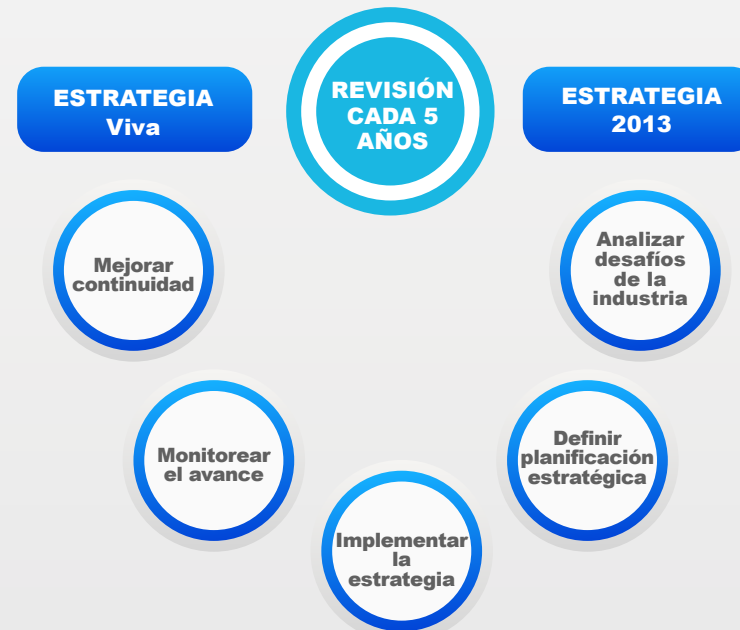 ESTRATEGIA
Viva
REVISIÓN
CADA 5
AÑOS
ESTRATEGIA
2013
Mejorar
continuidad
Analizar
desafíos
de la
industria
Monitorear
el avance
Definir
planificación
estratégica
Implementar
la
estrategia